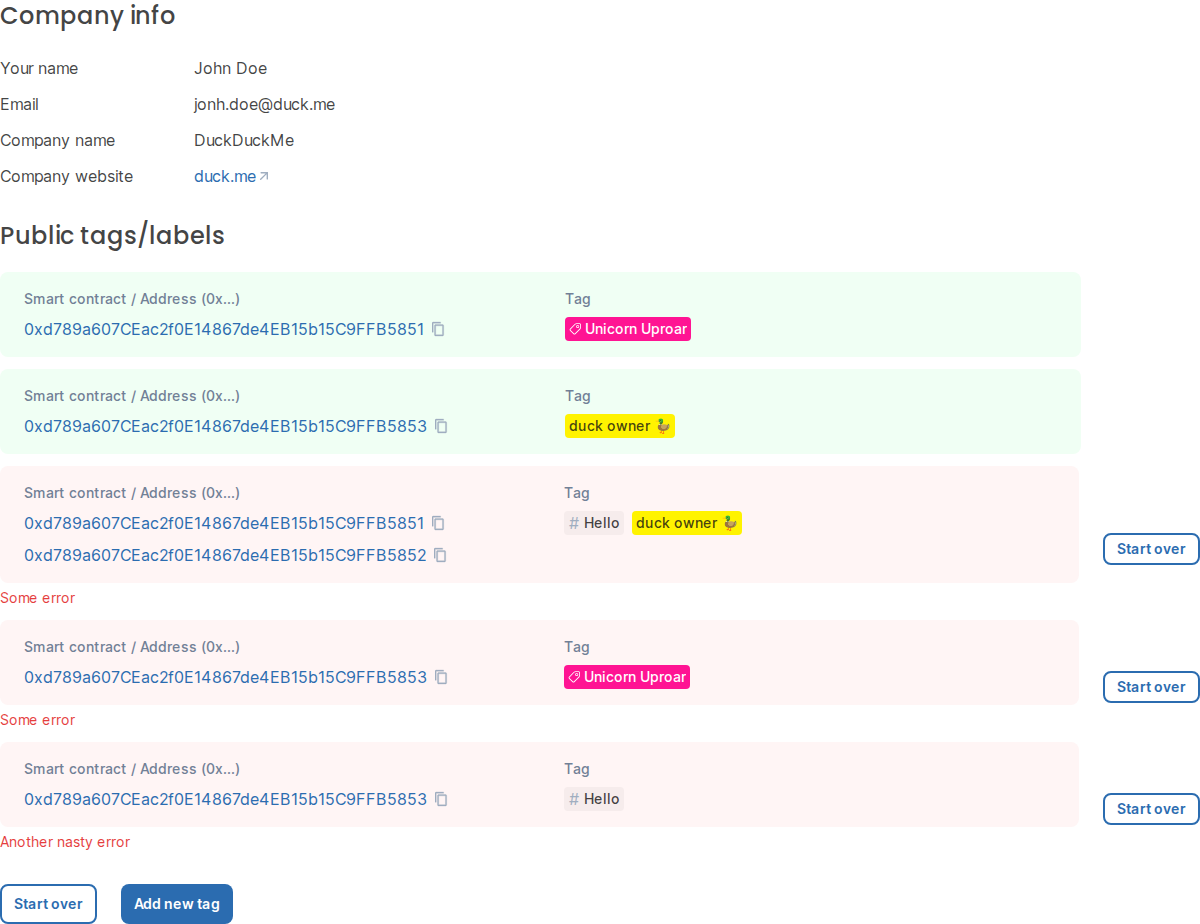 Company info
Your name John Doe
Email jonh.doe@duck.me
Company name DuckDuckMe
Company website duck.me
Public tags/labels
Smart contract / Address (0x...) Tag
0xd789a607CEac2f0E14867de4EB15b15C9FFB5851 Unicorn Uproar
Smart contract / Address (0x...) Tag
0xd789a607CEac2f0E14867de4EB15b15C9FFB5853 duck owner 🦆
Smart contract / Address (0x...) Tag
0xd789a607CEac2f0E14867de4EB15b15C9FFB5851 # Hello duck owner 🦆
0xd789a607CEac2f0E14867de4EB15b15C9FFB5852 Start over
Some error
Smart contract / Address (0x...) Tag
0xd789a607CEac2f0E14867de4EB15b15C9FFB5853 Unicorn Uproar Start over
Some error
Smart contract / Address (0x...) Tag
0xd789a607CEac2f0E14867de4EB15b15C9FFB5853 # Hello Start over
Another nasty error
Start over Add new tag